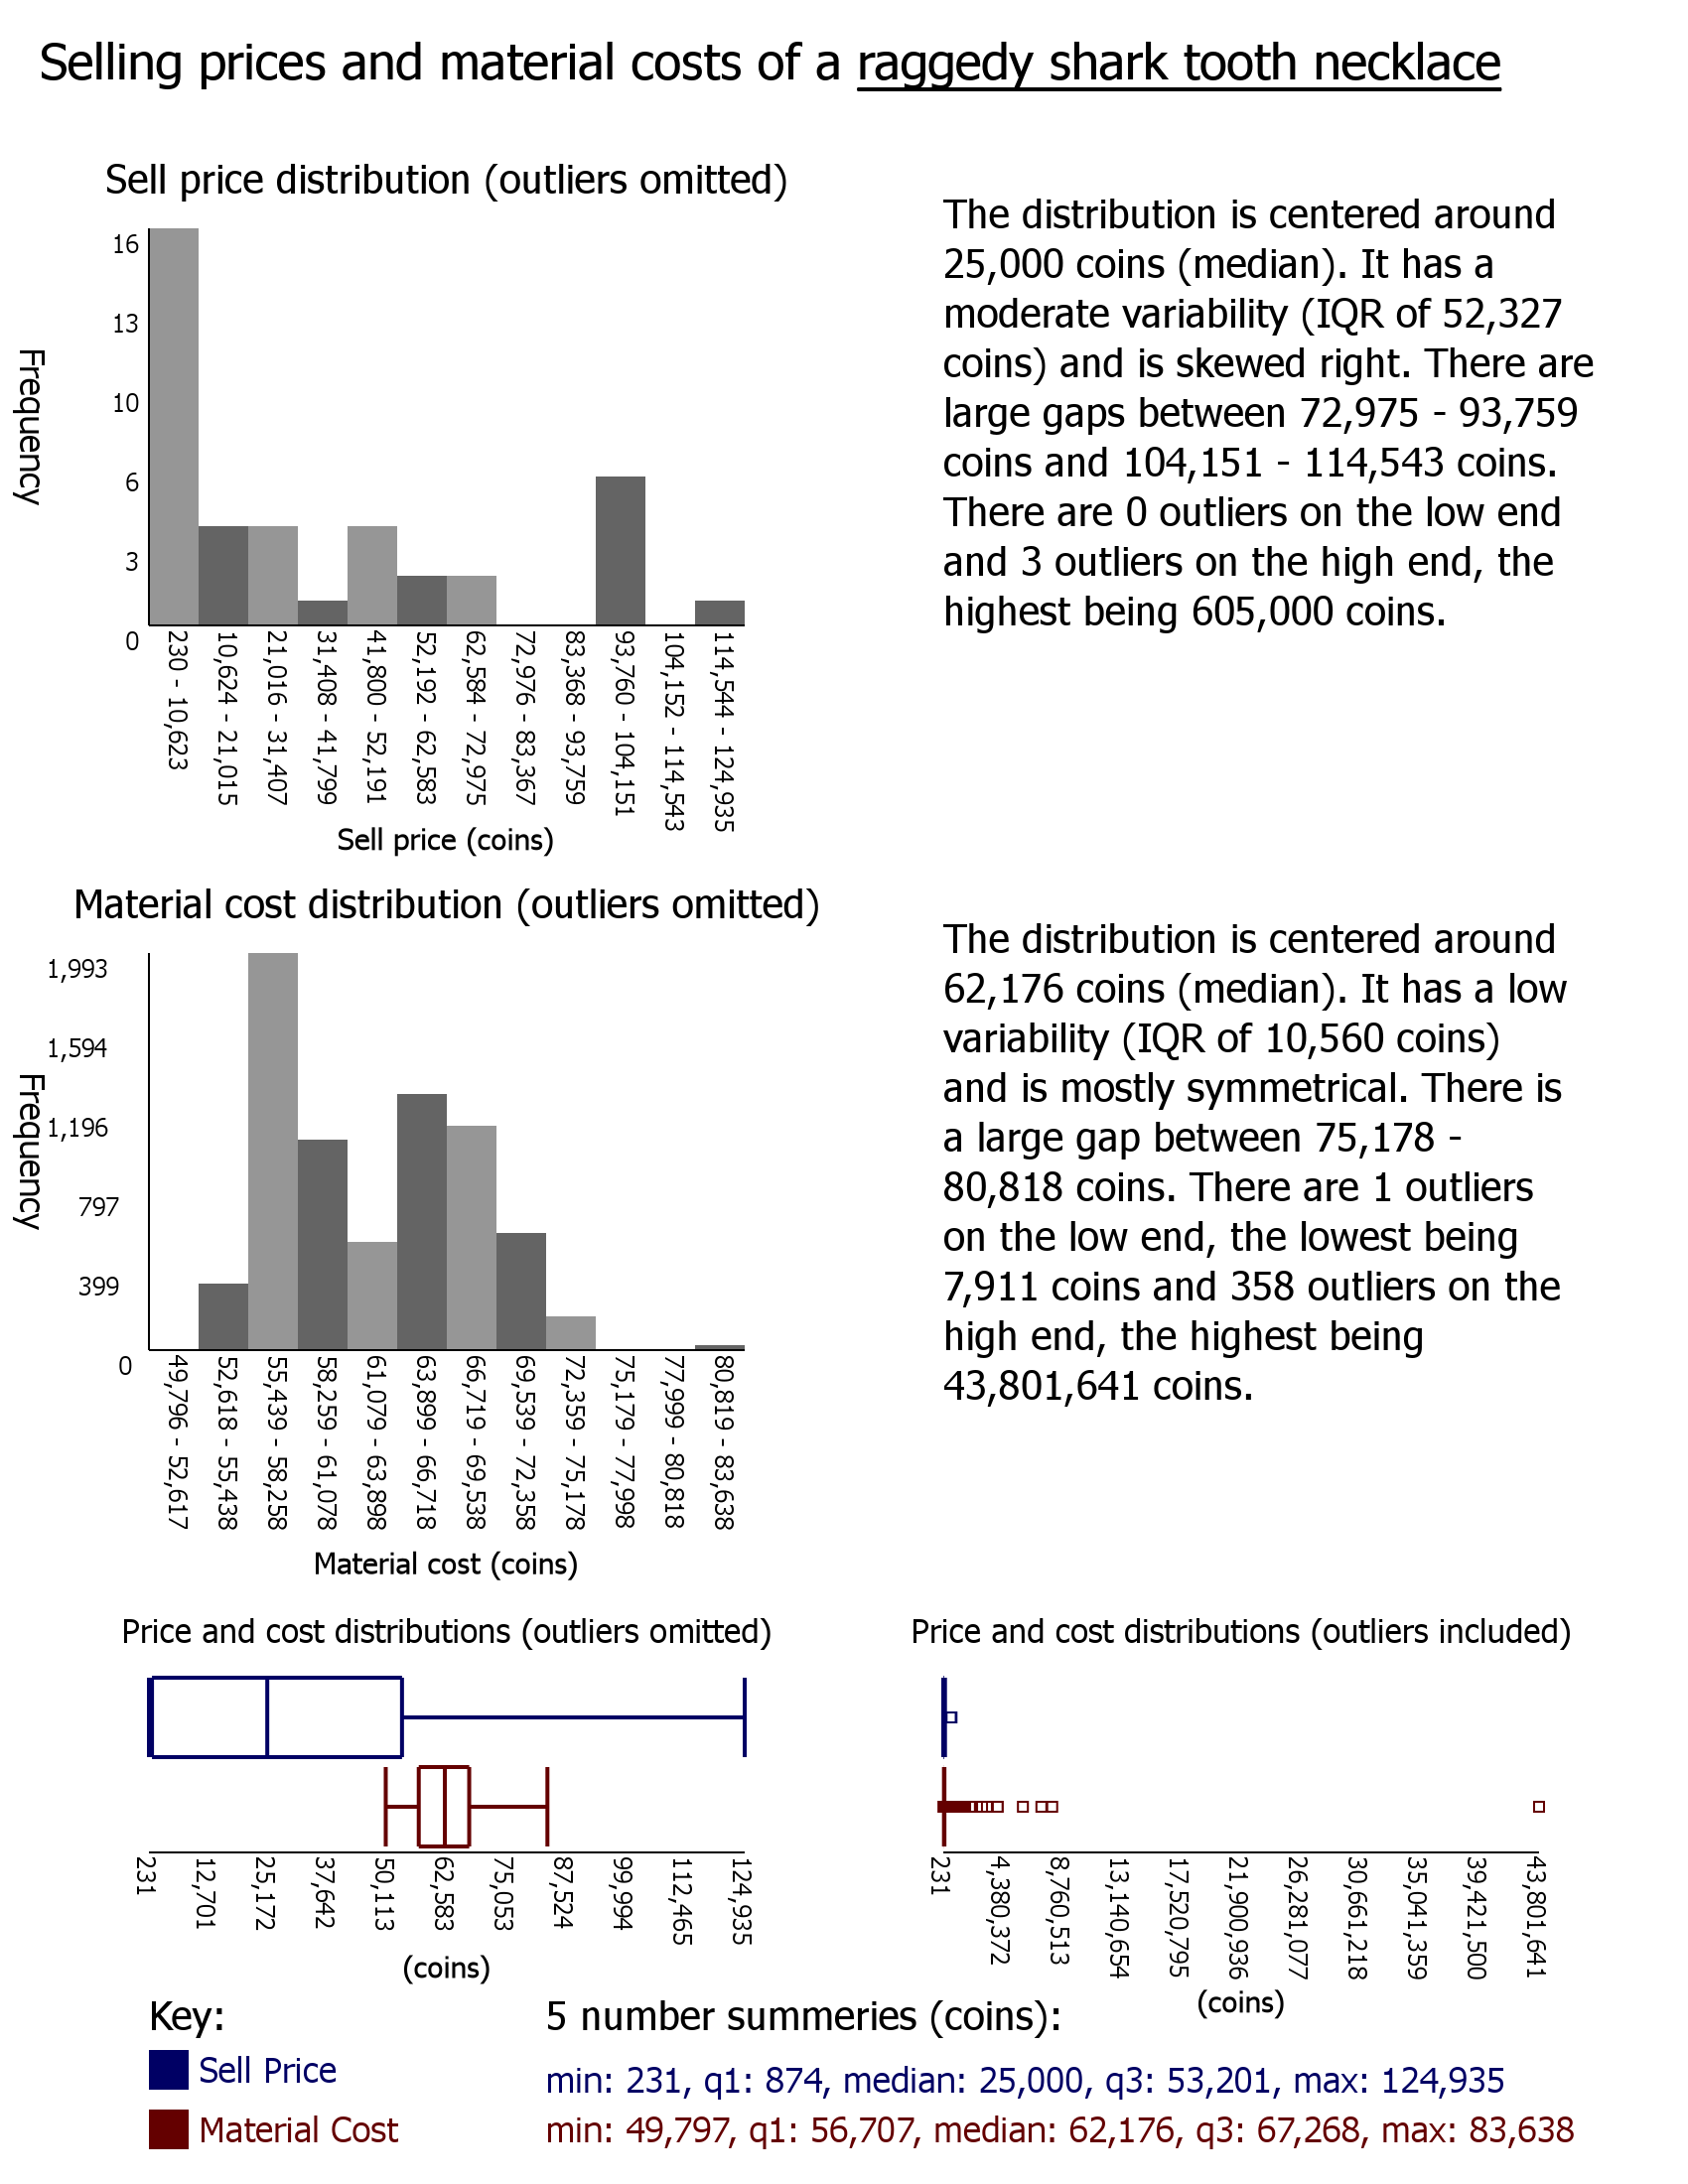 Selling prices and material costs of a raggedy shark tooth necklace
Sell price distribution (outliers omitted)
16
13
10
6
3
0
Frequency
230 - 10,623
10,624 - 21,015
21,016 - 31,407
31,408 - 41,799
41,800 - 52,191
52,192 - 62,583
62,584 - 72,975
72,976 - 83,367
83,368 - 93,759
93,760 - 104,151
104,152 - 114,543
114,544 - 124,935
Sell price (coins)
The distribution is centered around
25,000 coins (median). It has a
moderate variability (IQR of 52,327
coins) and is skewed right. There are
large gaps between 72,975 - 93,759
coins and 104,151 - 114,543 coins.
There are 0 outliers on the low end
and 3 outliers on the high end, the
highest being 605,000 coins.
Material cost distribution (outliers omitted)
1,993
1,594
1,196
797
399
0
Frequency
49,796 - 52,617
52,618 - 55,438
55,439 - 58,258
58,259 - 61,078
61,079 - 63,898
63,899 - 66,718
66,719 - 69,538
69,539 - 72,358
72,359 - 75,178
75,179 - 77,998
77,999 - 80,818
80,819 - 83,638
Material cost (coins)
The distribution is centered around
62,176 coins (median). It has a low
variability (IQR of 10,560 coins)
and is mostly symmetrical. There is
a large gap between 75,178 -
80,818 coins. There are 1 outliers
on the low end, the lowest being
7,911 coins and 358 outliers on the
high end, the highest being
43,801,641 coins.
Price and cost distributions (outliers omitted)
231
12,701
25,172
37,642
50,113
62,583
75,053
87,524
99,994
112,465
124,935
(coins)
Price and cost distributions (outliers included)
231
4,380,372
8,760,513
13,140,654
17,520,795
21,900,936
26,281,077
30,661,218
35,041,359
39,421,500
43,801,641
(coins)
Key:
Sell Price
Material Cost
5 number summeries (coins):
min: 231, q1: 874, median: 25,000, q3: 53,201, max: 124,935
min: 49,797, q1: 56,707, median: 62,176, q3: 67,268, max: 83,638